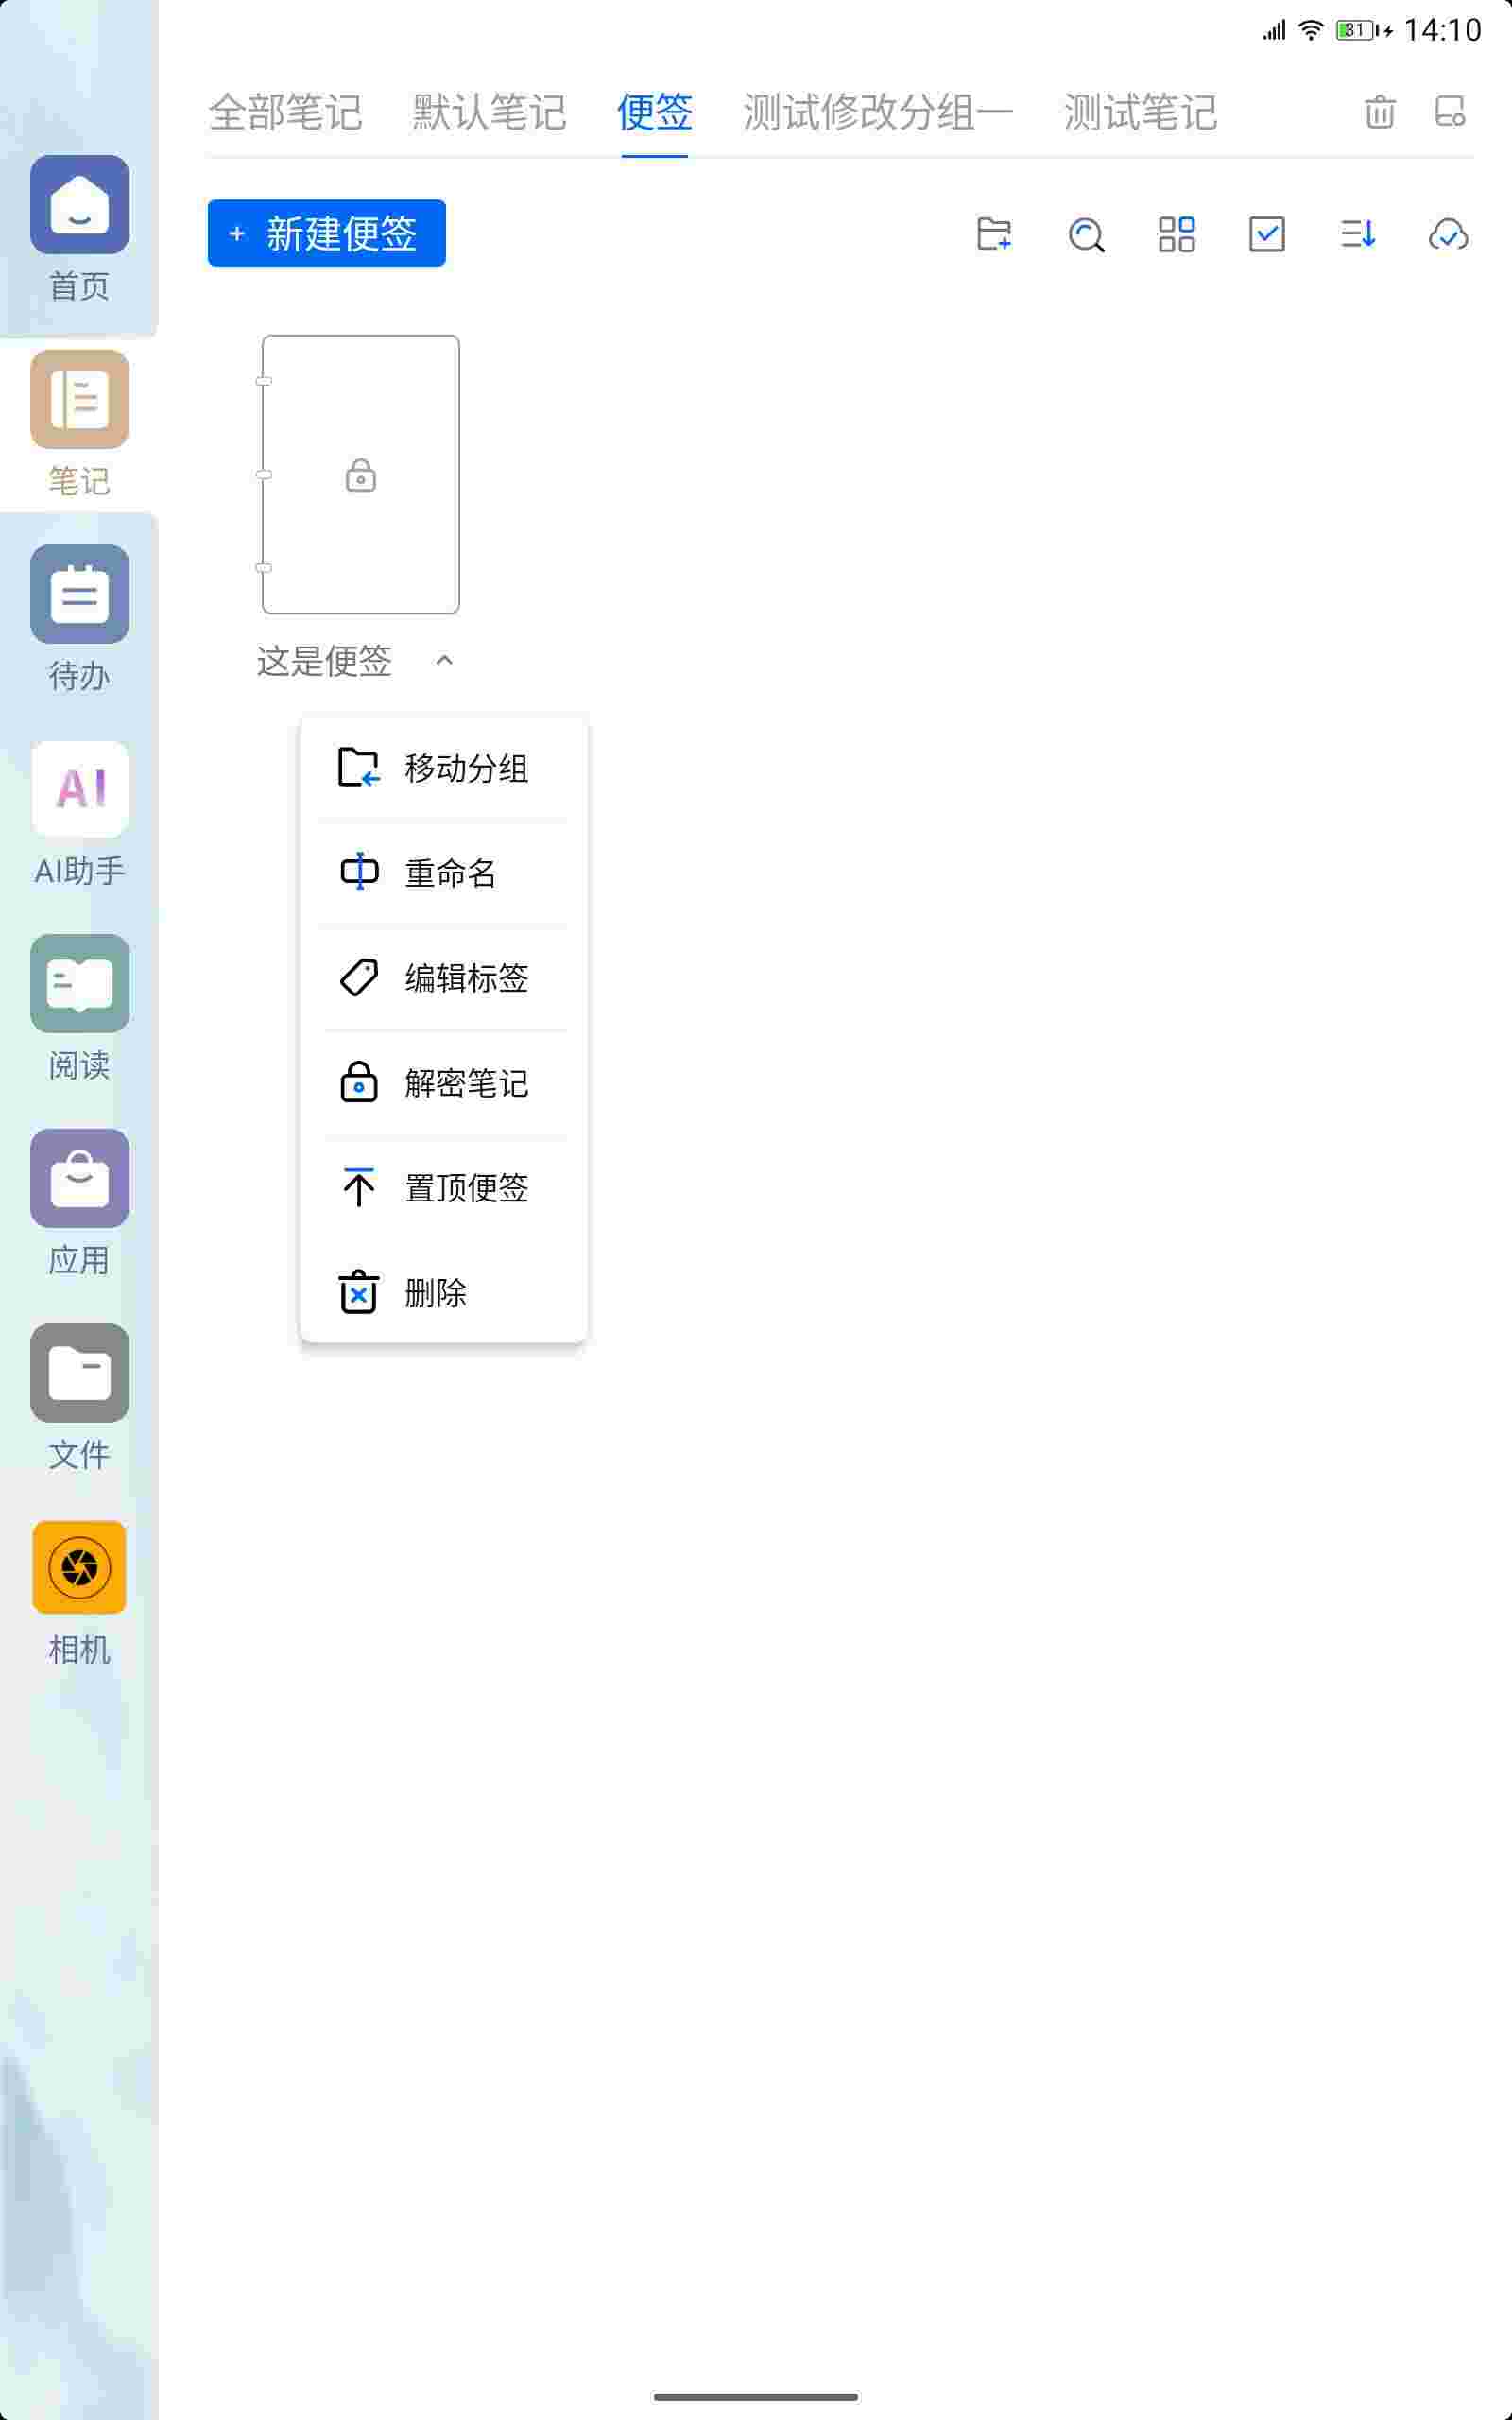 31 14:10
全部笔记 默认笔记 便签 测试修改分组一 测试笔记
+ 新建便签
首页
笔记
待办
AI
AI助手
阅读
应用
文件
相机
这是便签
移动分组
重命名
编辑标签
解密笔记
置顶便签
删除